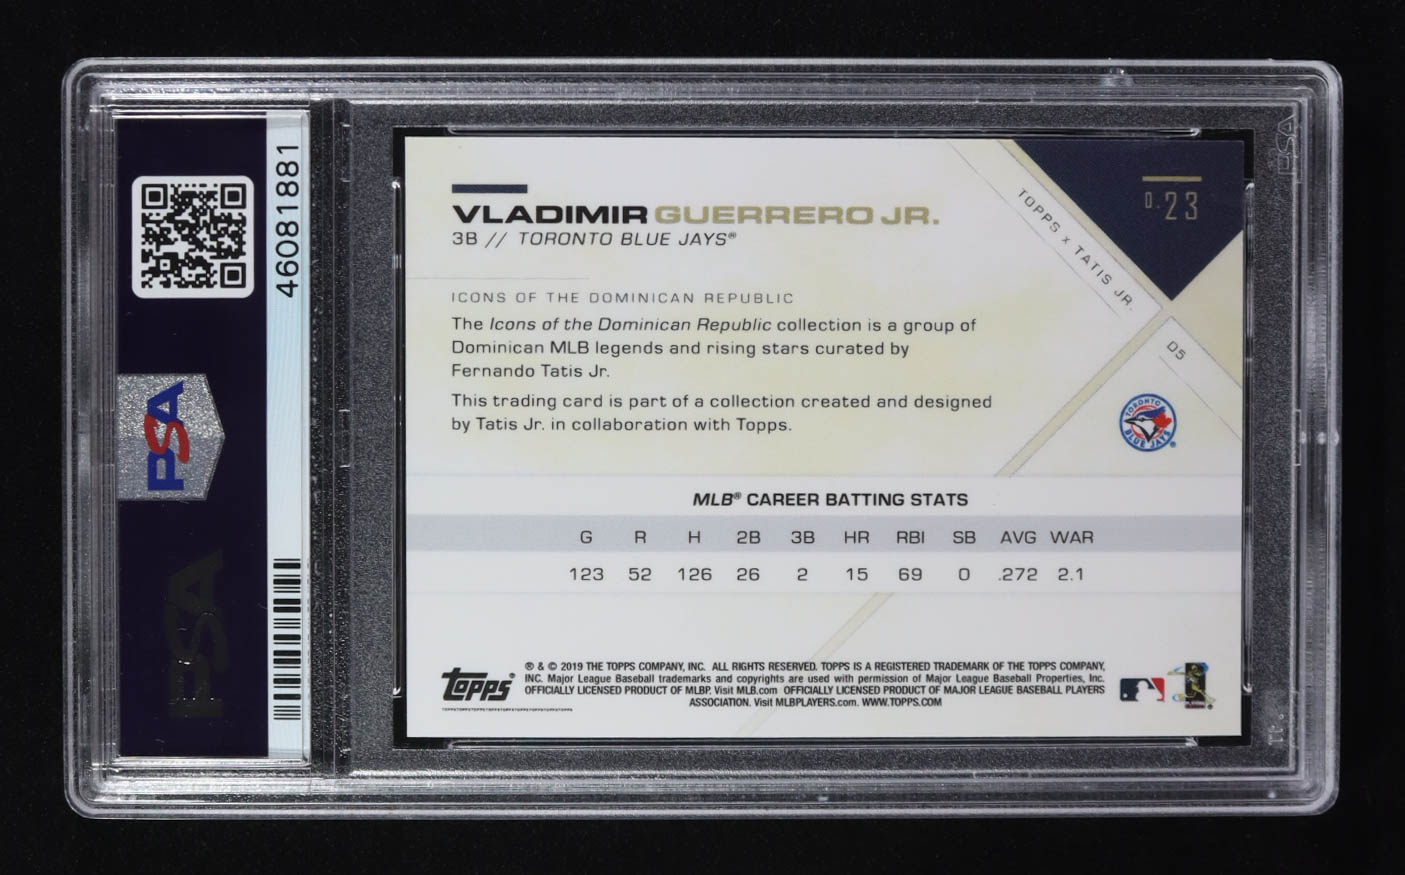 46081881
PSA
PSA
PSA
0.23
TOPPS x TATIS JR.
D5
VLADIMIR GUERRERO JR.
3B // TORONTO BLUE JAYS®
ICONS OF THE DOMINICAN REPUBLIC
The Icons of the Dominican Republic collection is a group of
Dominican MLB legends and rising stars curated by
Fernando Tatis Jr.
This trading card is part of a collection created and designed
by Tatis Jr. in collaboration with Topps.
TORONTO
BLUE JAYS
MLB® CAREER BATTING STATS
G R H 2B 3B HR RBI SB AVG WAR
123 52 126 26 2 15 69 0 .272 2.1
topps®
® & © 2019 THE TOPPS COMPANY, INC. ALL RIGHTS RESERVED. TOPPS IS A REGISTERED TRADEMARK OF THE TOPPS COMPANY,
INC. Major League Baseball trademarks and copyrights are used with permission of Major League Baseball Properties, Inc.
OFFICIALLY LICENSED PRODUCT OF MLBP. Visit MLB.com OFFICIALLY LICENSED PRODUCT OF MAJOR LEAGUE BASEBALL PLAYERS
ASSOCIATION. Visit MLBPLAYERS.com. WWW.TOPPS.COM